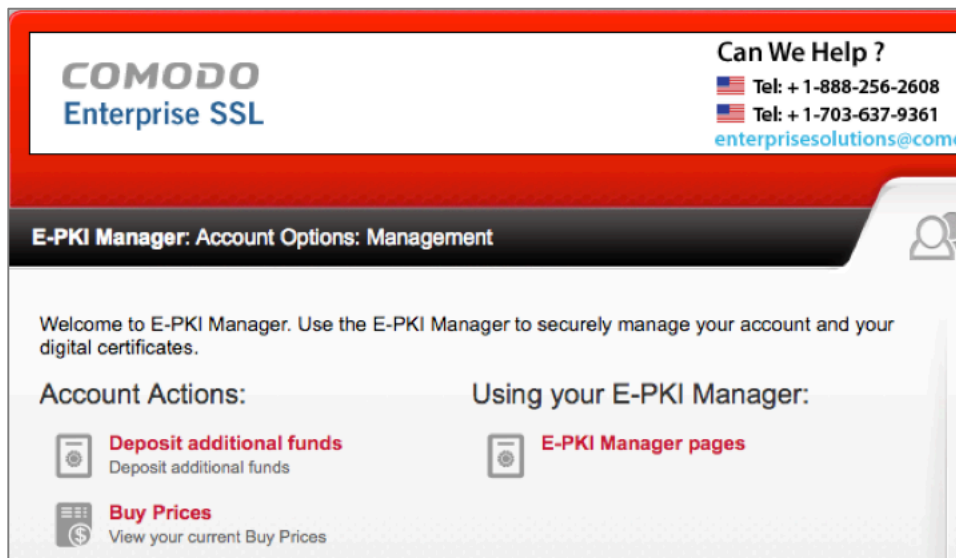 COMODO
Enterprise SSL
Can We Help ?
Tel: + 1-888-256-2608
Tel: + 1-703-637-9361
enterprisesolutions@com
E-PKI Manager: Account Options: Management
Welcome to E-PKI Manager. Use the E-PKI Manager to securely manage your account and your
digital certificates.
Account Actions:
Deposit additional funds
Deposit additional funds
Buy Prices
View your current Buy Prices
Using your E-PKI Manager:
E-PKI Manager pages